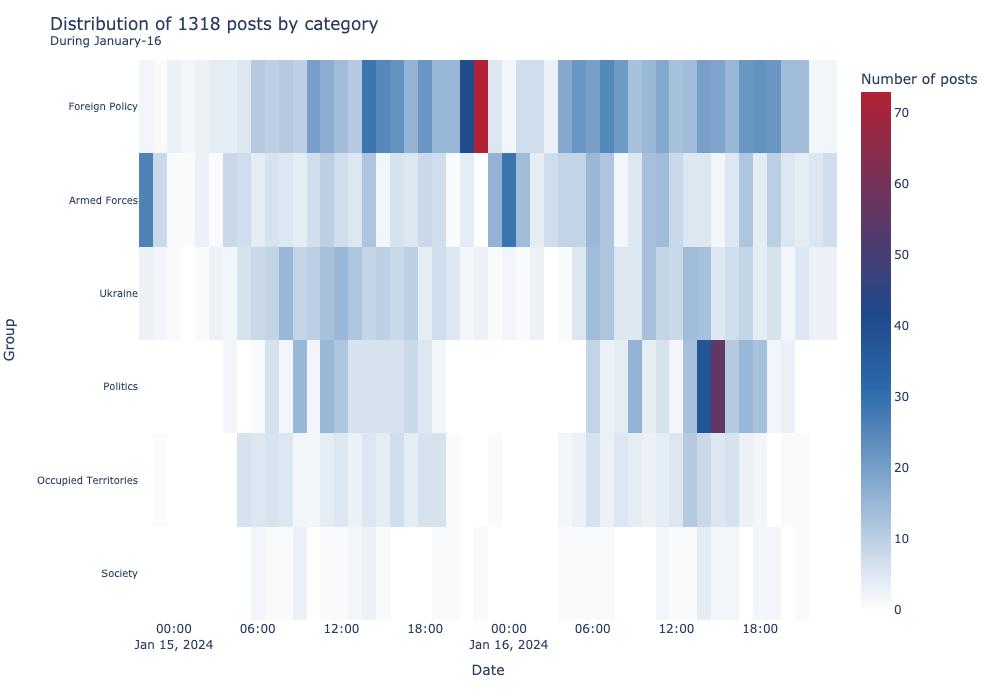 Distribution of 1318 posts by category
During January-16
Number of posts
70
60
50
40
30
20
10
0
Group
Foreign Policy
Armed Forces
Ukraine
Politics
Occupied Territories
Society
00:00 06:00 12:00 18:00 00:00 06:00 12:00 18:00
Jan 15, 2024 Jan 16, 2024
Date